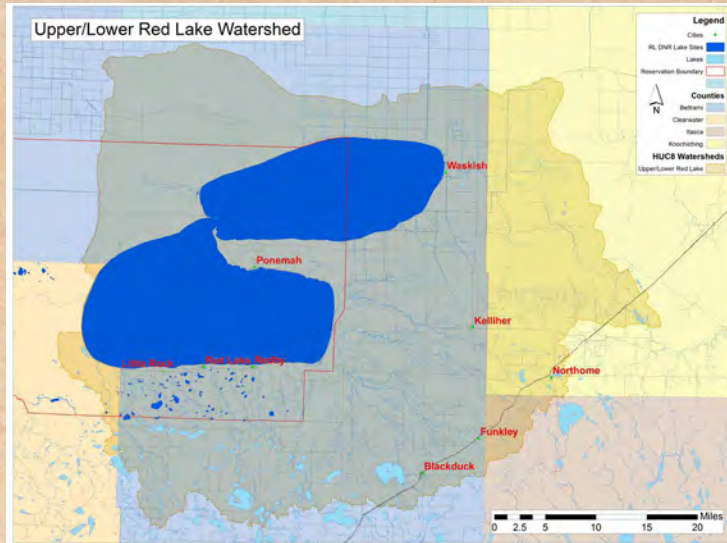 Upper/Lower Red Lake Watershed
Legend
Cities
RL DNR Lake Sites
Lakes
Reservation Boundary
N
Counties
Beltrami
Clearwater
Itasca
Koochiching
HUC8 Watersheds
Upper/Lower Red Lake
Waskish
Ponemah
Kelliher
Little Rock
Red Lake Redby
Northome
Funkley
Blackduck
0 2.5 5 10 15 20
Miles